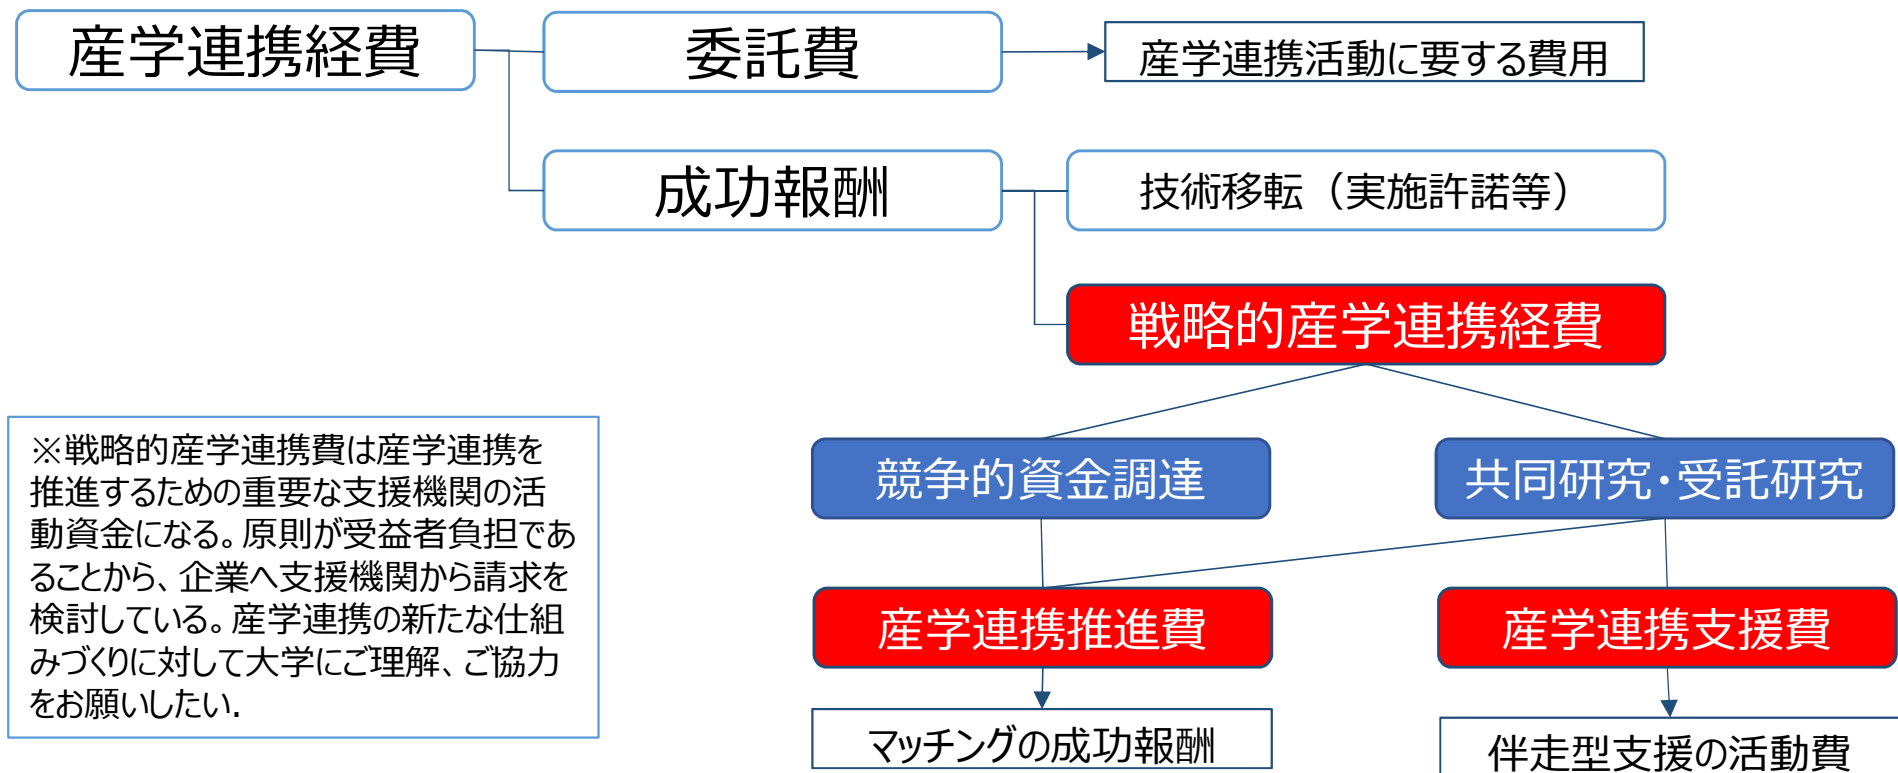 産学連携経費
委託費
産学連携活動に要する費用
成功報酬
技術移転（実施許諾等）
戦略的産学連携経費
競争的資金調達
共同研究・受託研究
※戦略的産学連携費は産学連携を
推進するための重要な支援機関の活
動資金になる。原則が受益者負担であ
ることから、企業へ支援機関から請求を
検討している。産学連携の新たな仕組
みづくりに対して大学にご理解、ご協力
をお願いしたい.
産学連携推進費
産学連携支援費
マッチングの成功報酬
伴走型支援の活動費